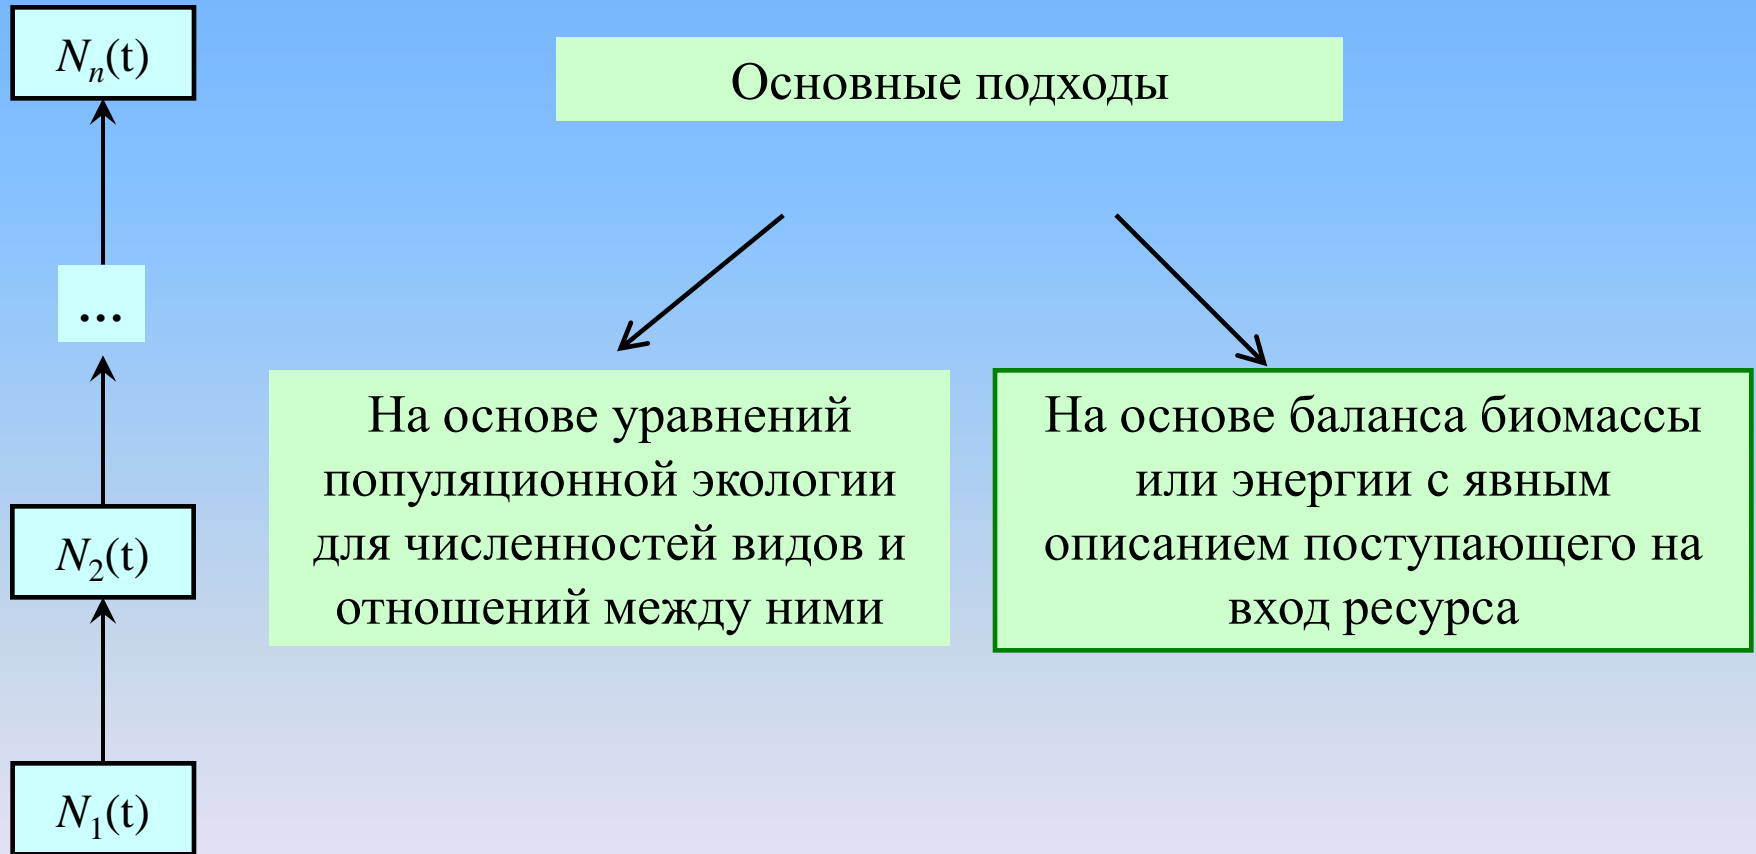 Nn(t)
...
N2(t)
N1(t)
Основные подходы
На основе уравнений
популяционной экологии
для численностей видов и
отношений между ними
На основе баланса биомассы
или энергии с явным
описанием поступающего на
вход ресурса